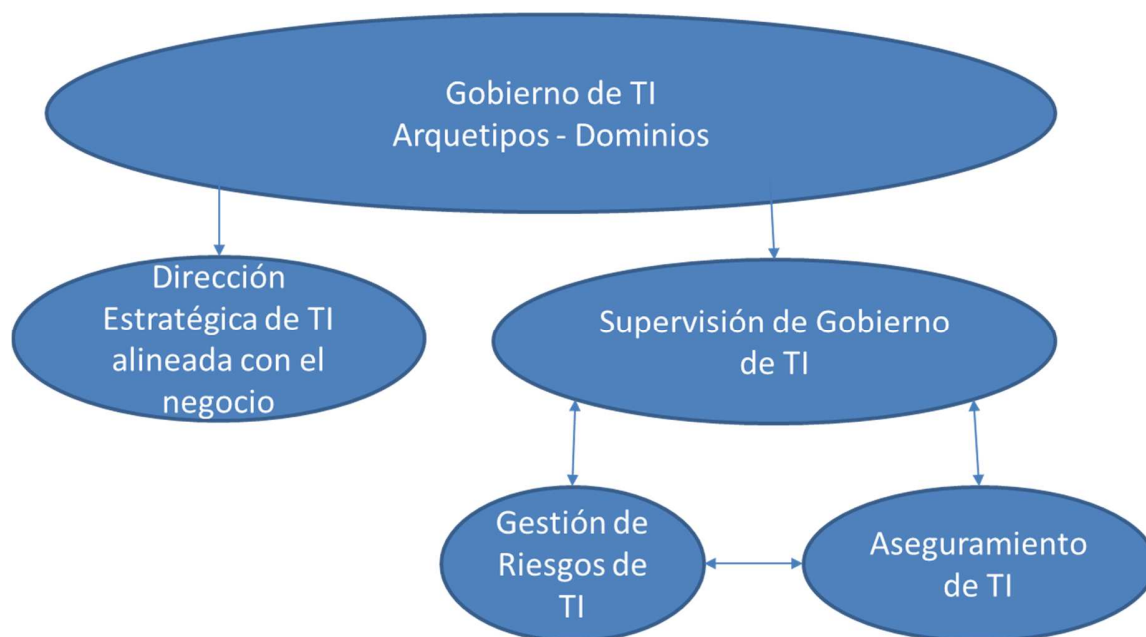 Gobierno de TI
Arquetipos - Dominios
Dirección
Estratégica de TI
alineada con el
negocio
Supervisión de Gobierno
de TI
Gestión de
Riesgos de
TI
Aseguramiento
de TI